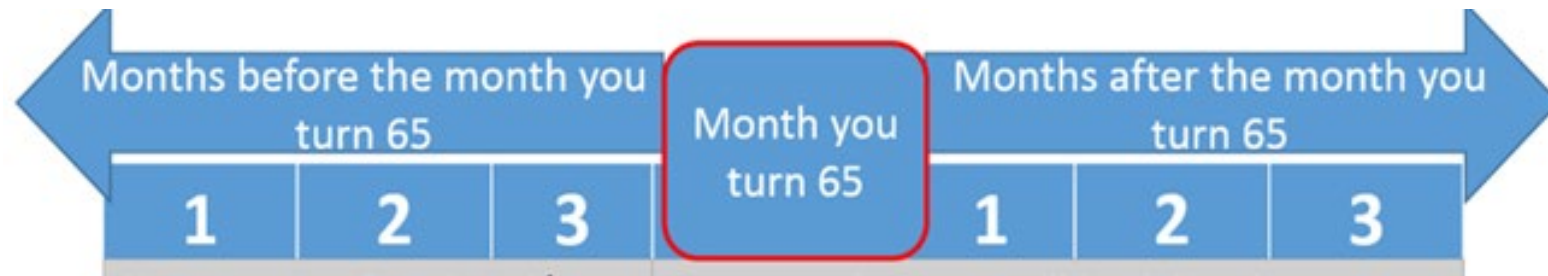 Months before the month you
turn 65
Month you
turn 65
Months after the month you
turn 65
1 2 3 1 2 3